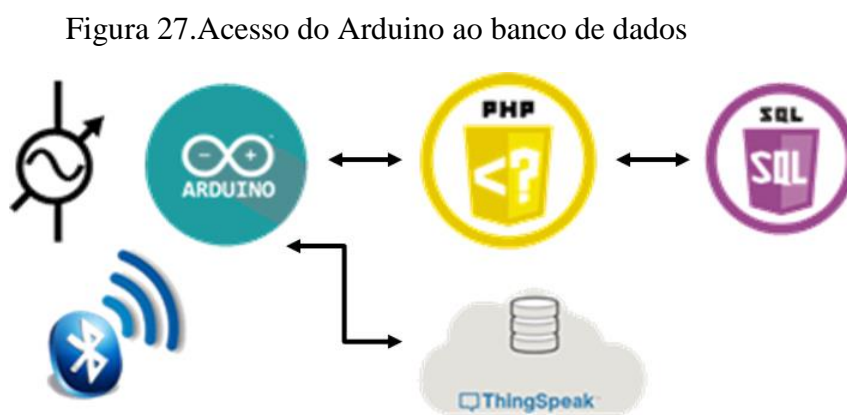 Figura 27.Acesso do Arduino ao banco de dados
PHP
SQL
ARDUINO
<?
SQL
ThingSpeak